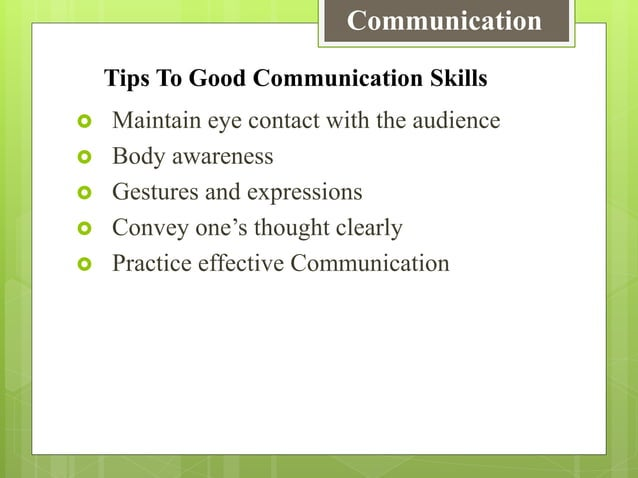 Communication
Tips To Good Communication Skills
Maintain eye contact with the audience
Body awareness
Gestures and expressions
Convey one’s thought clearly
Practice effective Communication